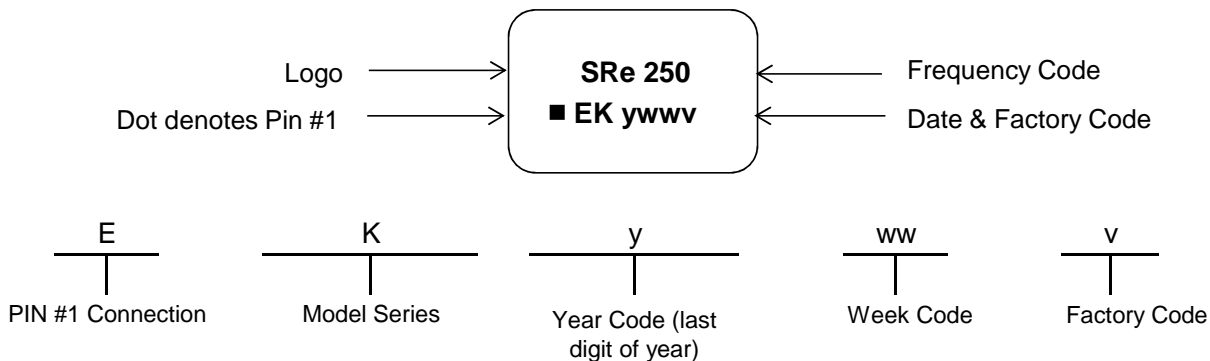 SRe 250
■ EK ywwv
Logo
Dot denotes Pin #1
Frequency Code
Date & Factory Code
E
K
y
ww
v
PIN #1 Connection
Model Series
Year Code (last
digit of year)
Week Code
Factory Code